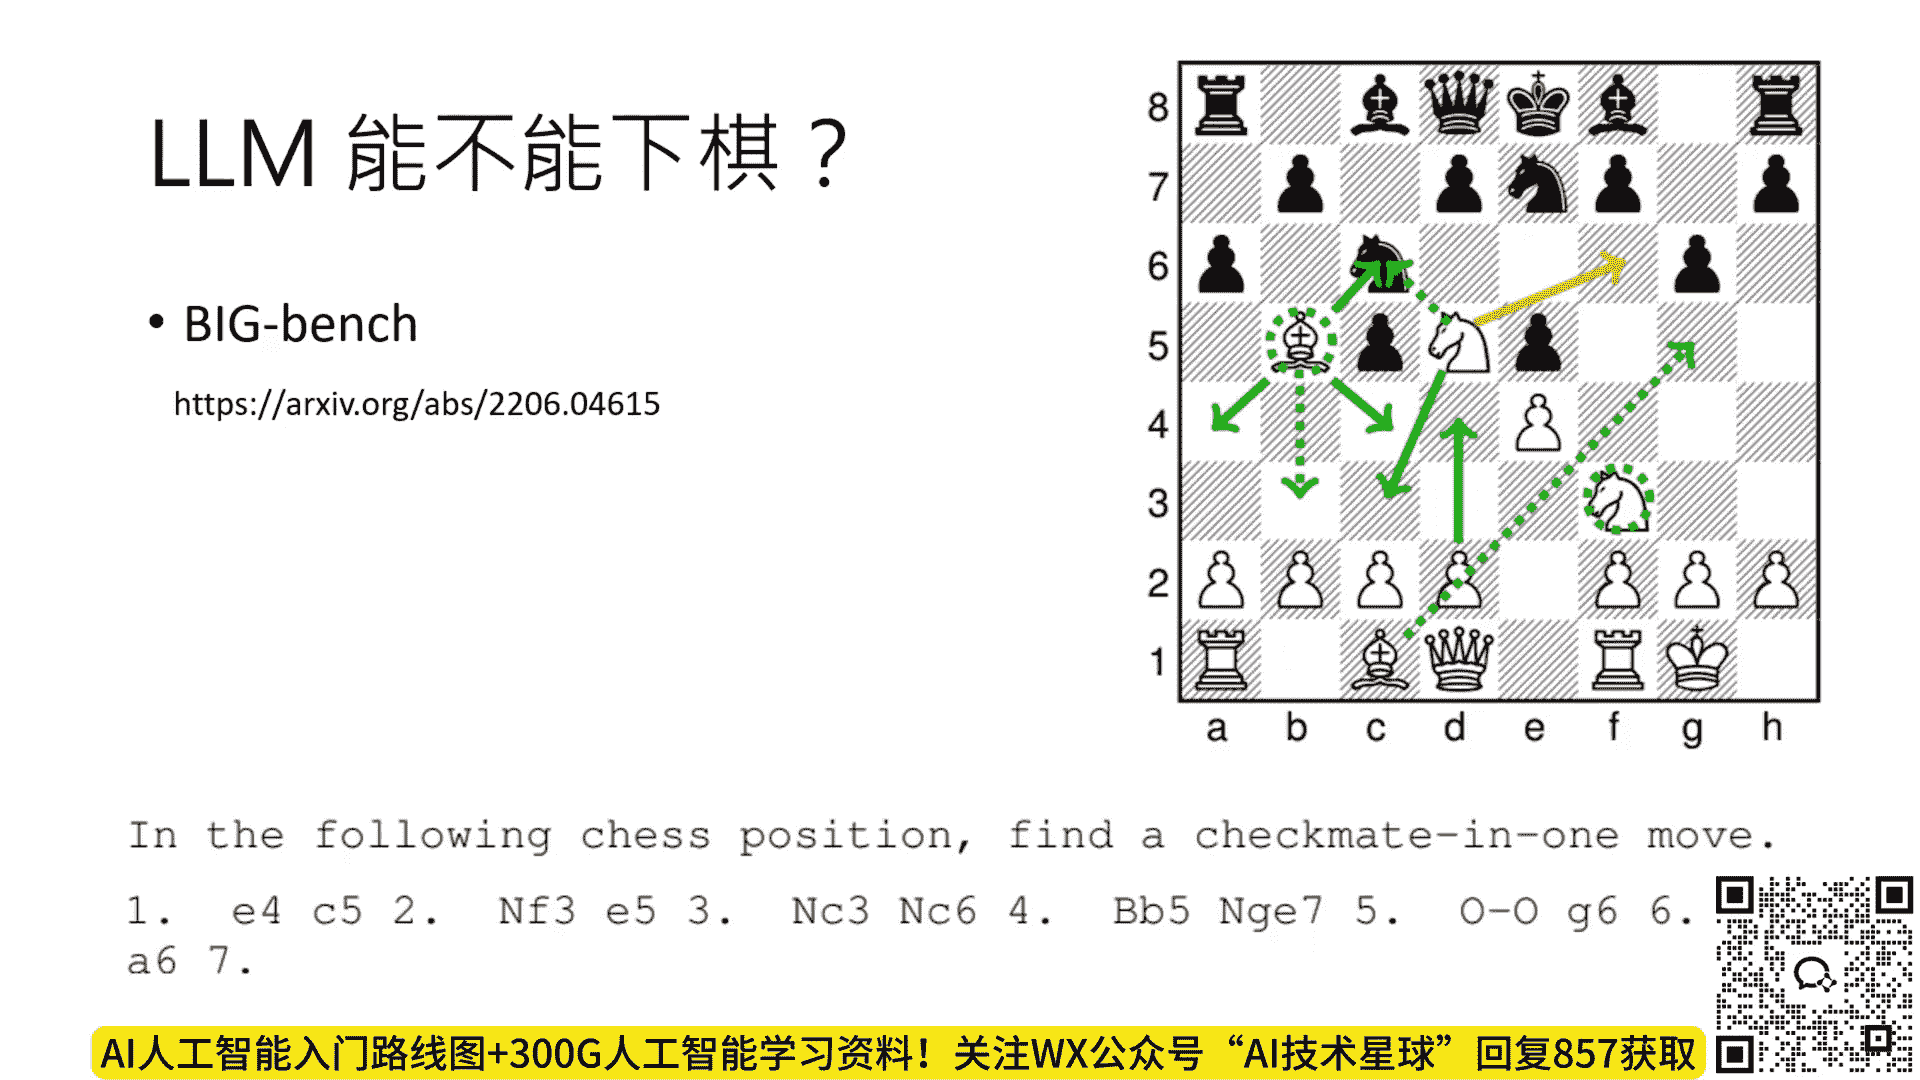 LLM 能不能下棋？
• BIG-bench
https://arxiv.org/abs/2206.04615
8
7
6
5
4
3
2
1
a b c d e f g h
In the following chess position, find a checkmate-in-one move.
1. e4 c5 2. Nf3 e5 3. Nc3 Nc6 4. Bb5 Nge7 5. O-O g6 6.
a6 7.
AI人工智能入门路线图+300G人工智能学习资料！关注WX公众号“AI技术星球”回复857获取